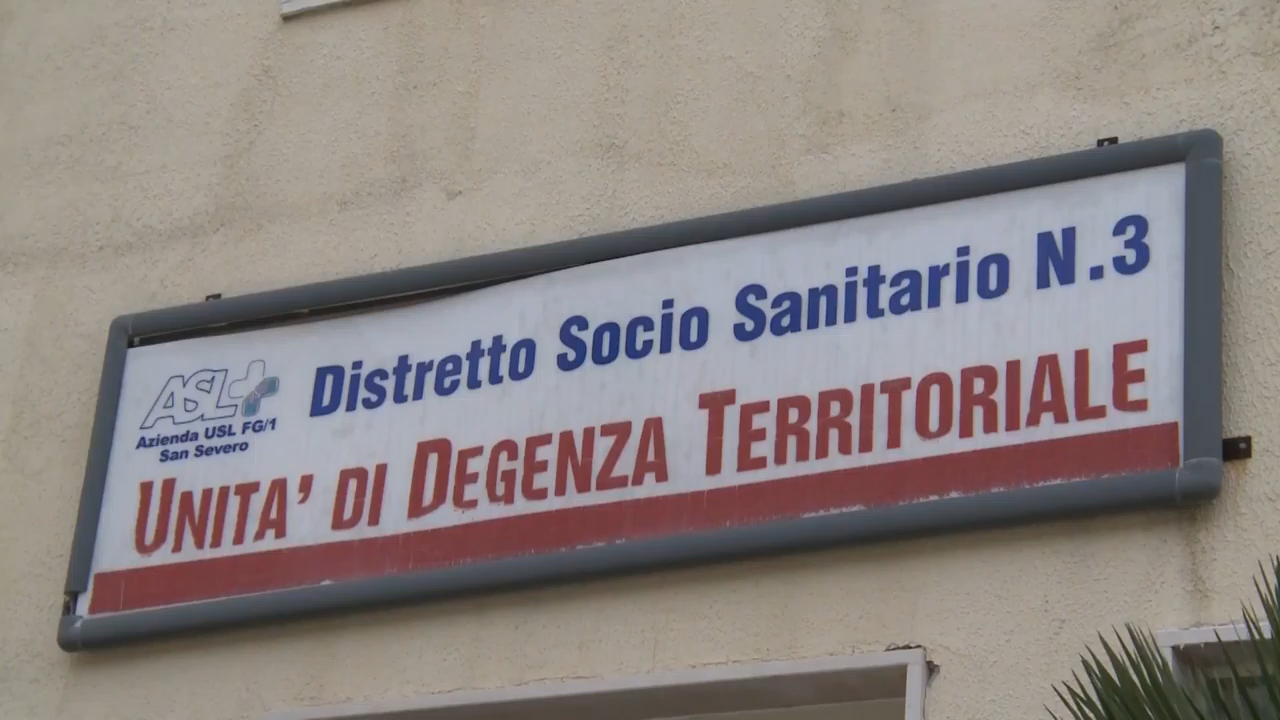 ASL
Azienda USL FG/1
San Severo
Distretto Socio Sanitario N.3
UNITA' DI DEGENZA TERRITORIALE